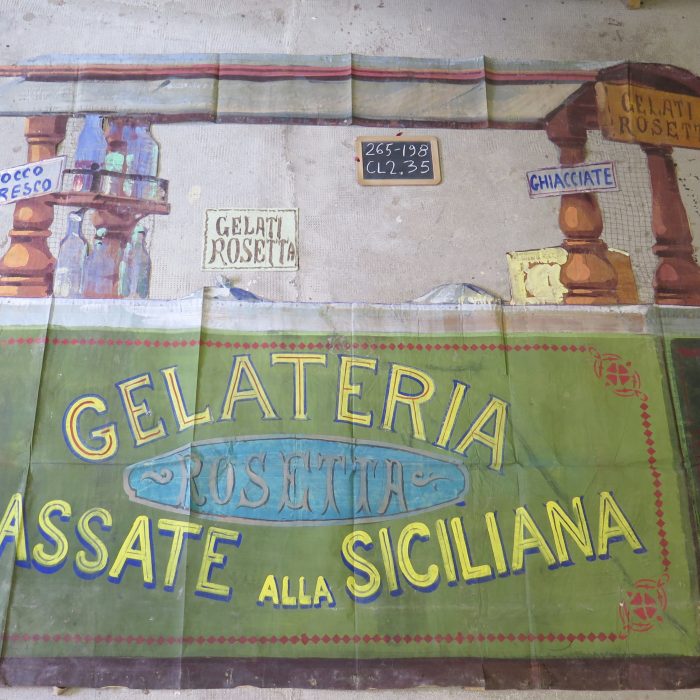 GELATI
ROSETT
265-198
CL2.35
OCCO
RESCO
GHIACCIATE
GELATI
ROSETTA
GELATERIA
ROSETTA
ASSATE ALLA SICILIANA